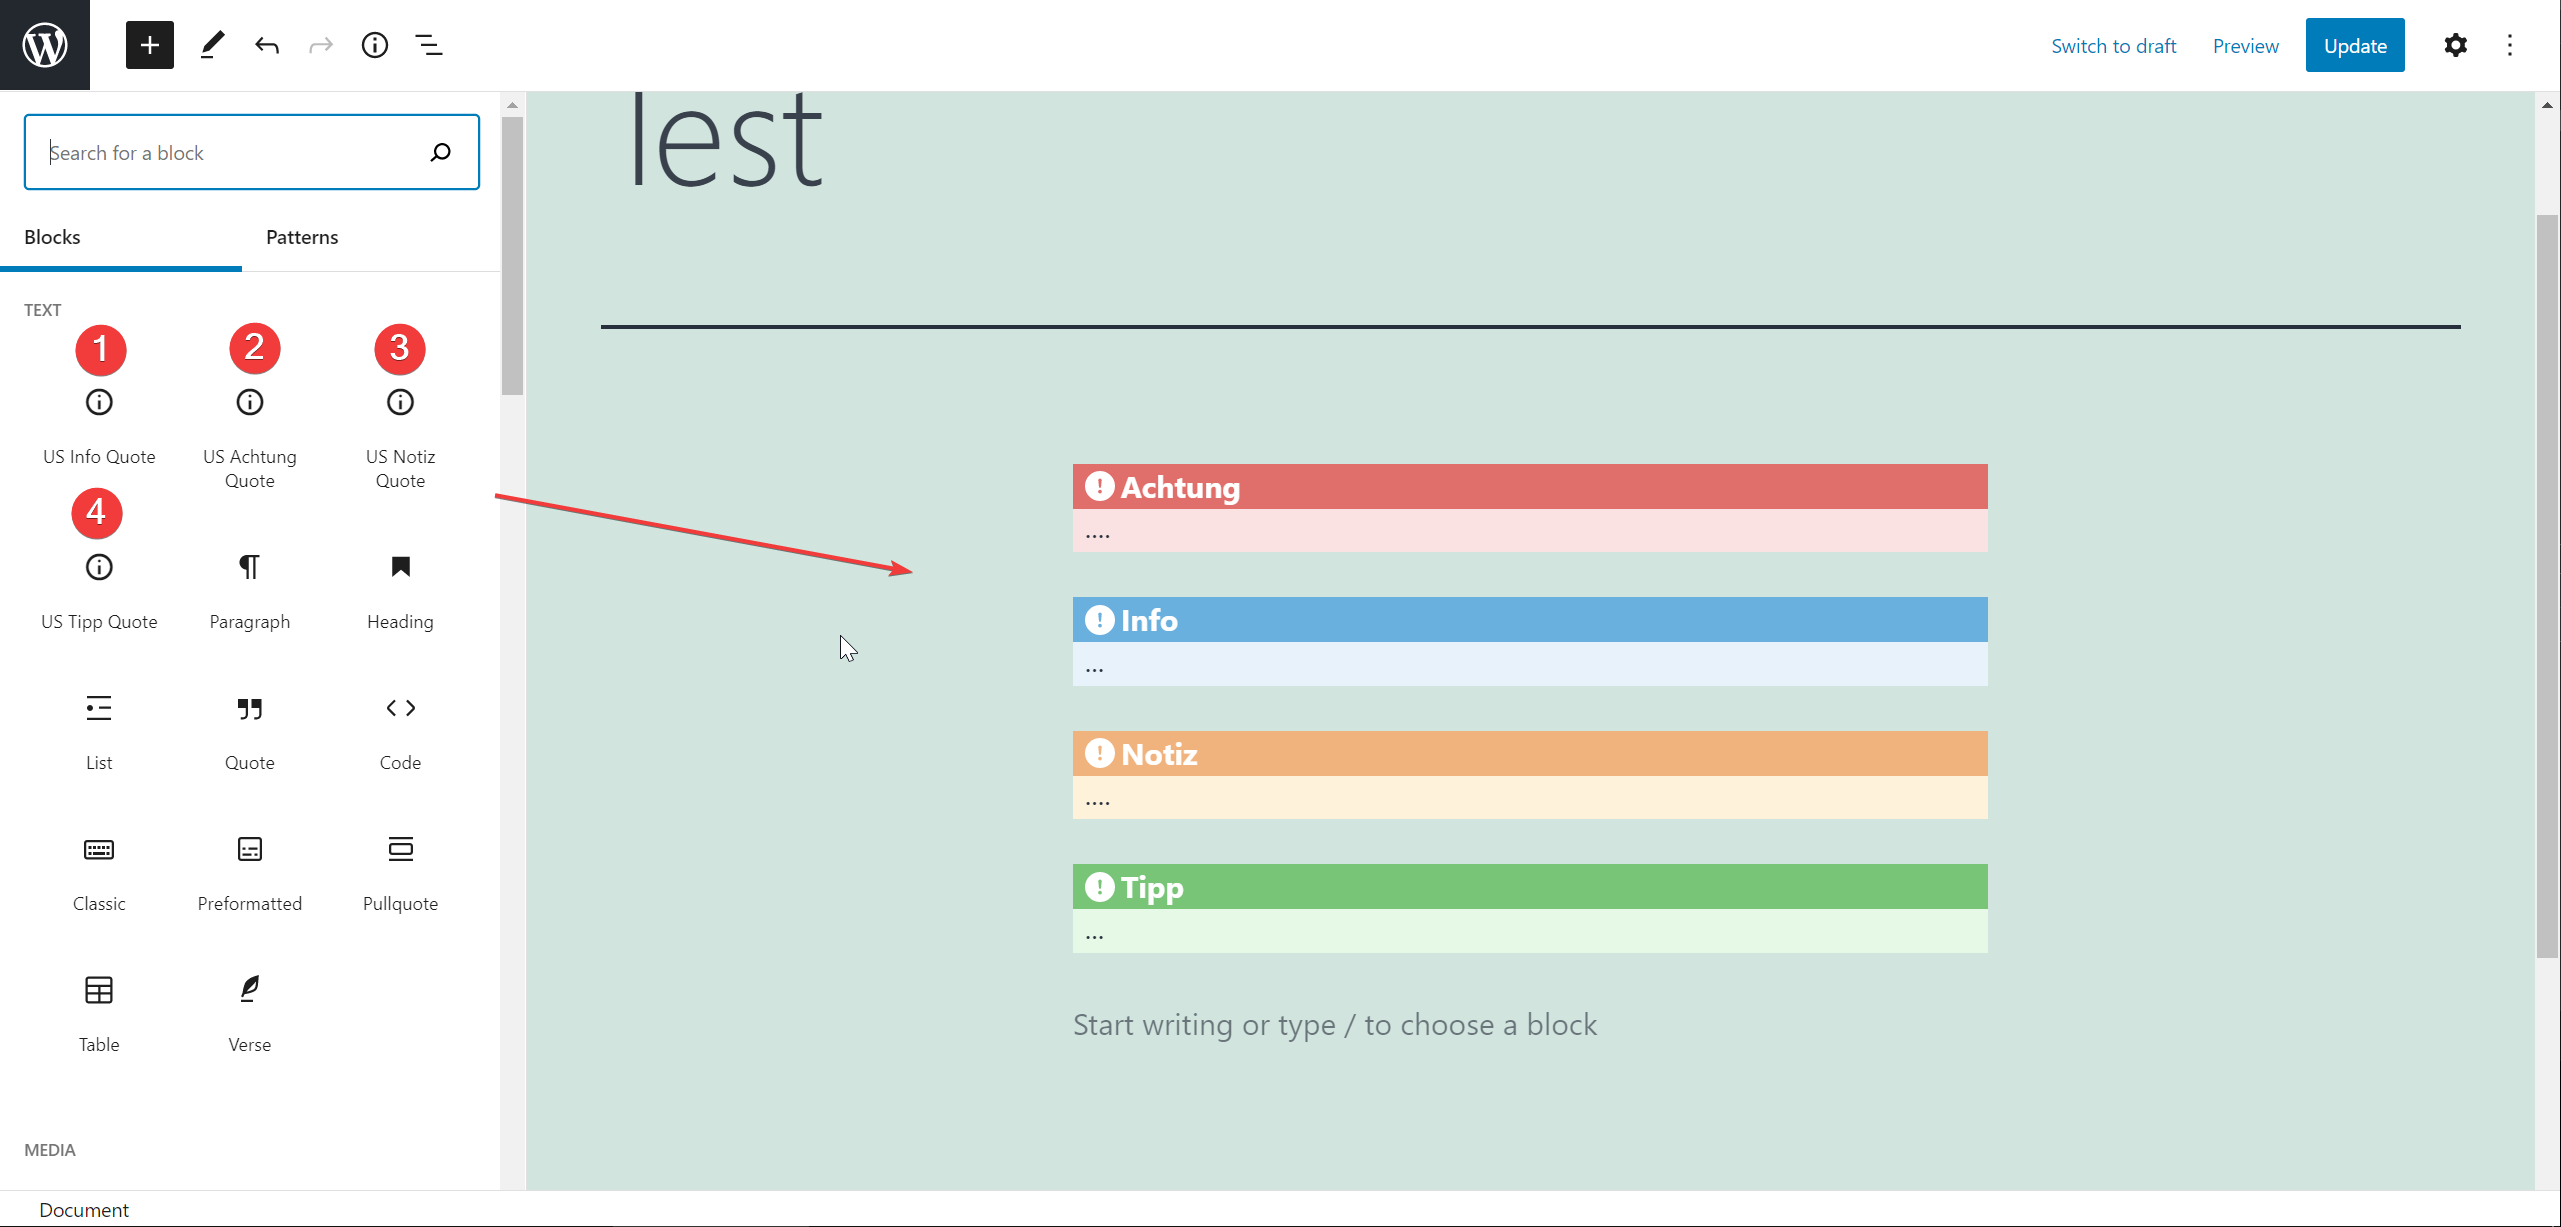 Switch to draft
Preview
Update
Search for a block
Blocks
Patterns
TEXT
1
2
3
US Info Quote
US Achtung
Quote
US Notiz
Quote
4
US Tipp Quote
Paragraph
Heading
List
Quote
Code
Classic
Preformatted
Pullquote
Table
Verse
MEDIA
Document
Test
Achtung
....
Info
...
Notiz
....
Tipp
...
Start writing or type / to choose a block